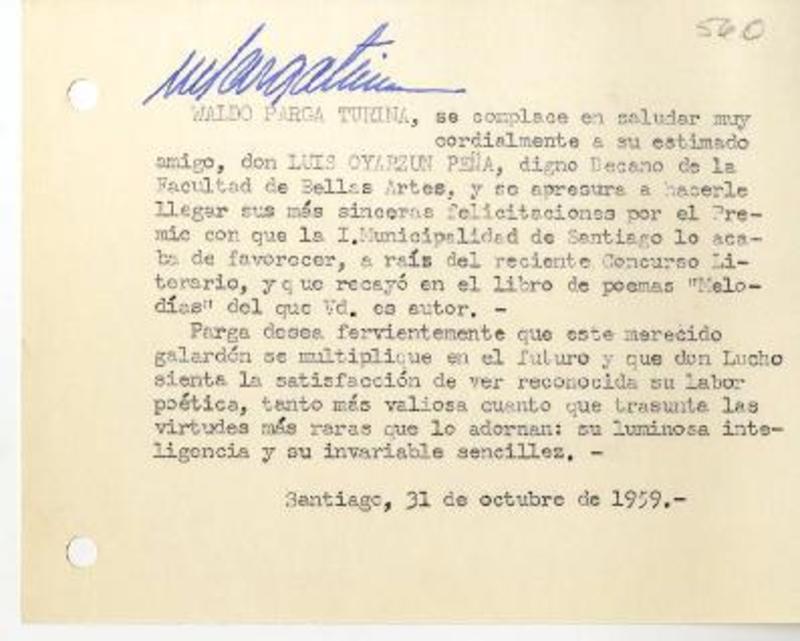 560
WALDO PARGA TURINA, se complace en saludar muy
cordialmente a su estimado
amigo, don LUIS OYARZUN PEÑA, digno Decano de la
Facultad de Bellas Artes, y se apresura a hacerle
llegar sus más sinceras felicitaciones por el Pre-
mio con que la I.Municipalidad de Santiago lo aca-
ba de favorecer, a raís del reciente Concurso Li-
terario, y que recayó en el libro de poemas "Melo-
días" del que Vd. es autor. -
Parga desea fervientemente que este merecido
galardón se multiplique en el futuro y que don Lucho
sienta la satisfacción de ver reconocida su labor
poética, tanto más valiosa cuanto que trasunta las
virtudes más raras que lo adornan: su luminosa inte-
ligencia y su invariable sencillez. -
Santiago, 31 de octubre de 1959.-